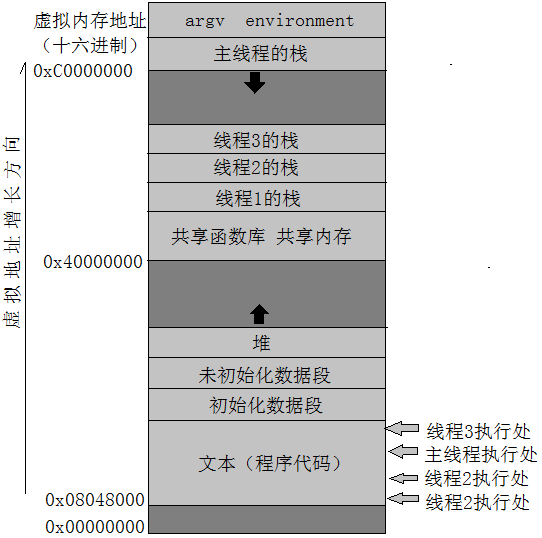 虚拟内存地址
（十六进制）
argv environment
主线程的栈
0xC0000000
虚拟地址增长方向
线程3的栈
线程2的栈
线程1的栈
共享函数库 共享内存
0x40000000
堆
未初始化数据段
初始化数据段
文本（程序代码）
线程3执行处
主线程执行处
线程2执行处
线程2执行处
0x08048000
0x00000000